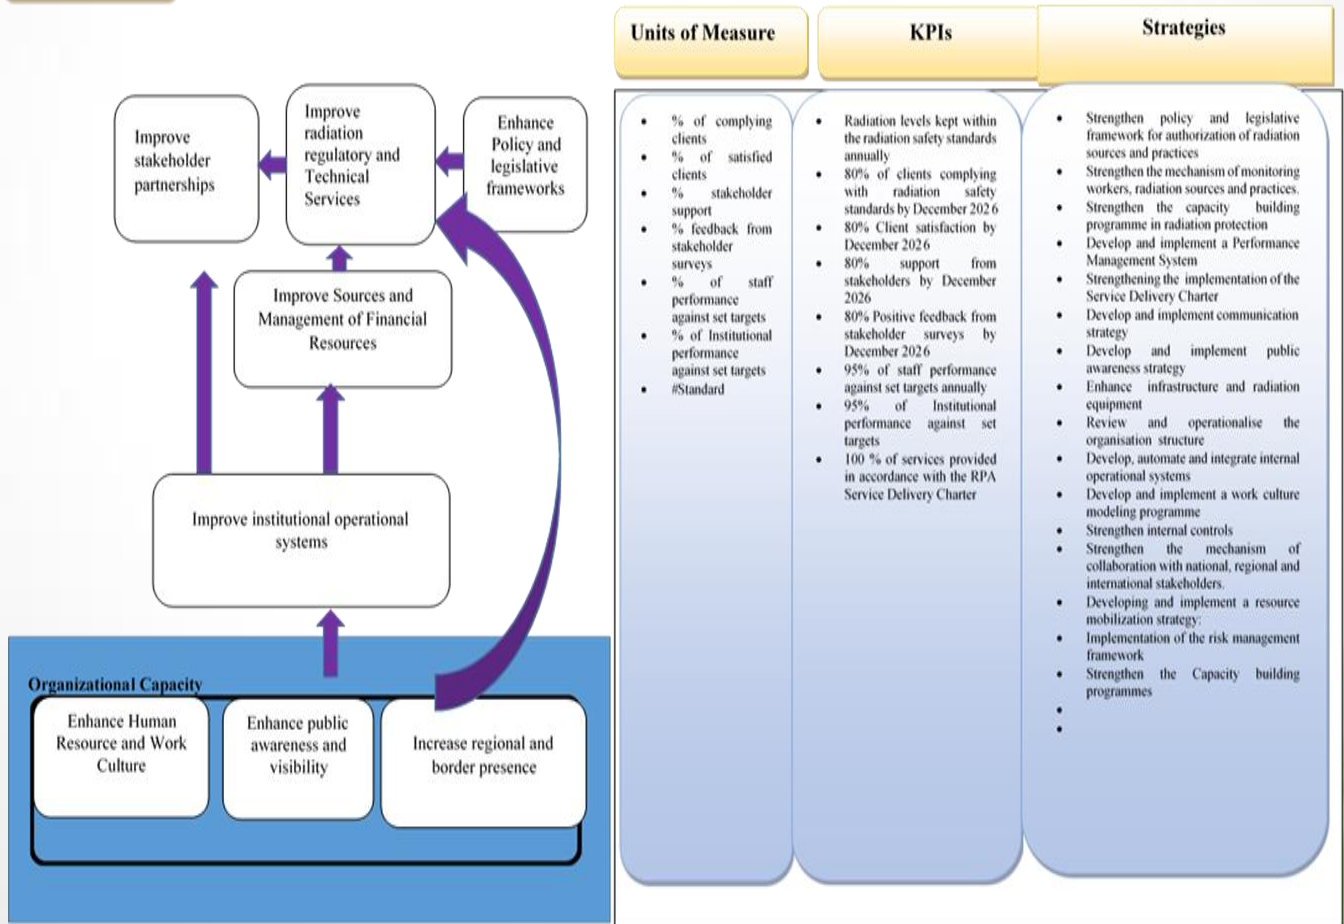 Units of Measure
KPIs
Strategies
Improve
stakeholder
partnerships
Improve
radiation
regulatory and
Technical
Services
Enhance
Policy and
legislative
frameworks
Improve Sources and
Management of Financial
Resources
Improve institutional operational
systems
Organizational Capacity
Enhance Human
Resource and Work
Culture
Enhance public
awareness and
visibility
Increase regional and
border presence
• % of complying
clients
• % of satisfied
clients
• % stakeholder
support
• % feedback from
stakeholder
surveys
• % of staff
performance
against set targets
• % of Institutional
performance
against set targets
• #Standard
• Radiation levels kept within
the radiation safety standards
annually
• 80% of clients complying
with radiation safety
standards by December 2026
• 80% Client satisfaction by
December 2026
• 80% support from
stakeholders by December
2026
• 80% Positive feedback from
stakeholder surveys by
December 2026
• 95% of staff performance
against set targets annually
• 95% of Institutional
performance against set
targets
• 100 % of services provided
in accordance with the RPA
Service Delivery Charter
• Strengthen policy and legislative
framework for authorization of radiation
sources and practices
• Strengthen the mechanism of monitoring
workers, radiation sources and practices.
• Strengthen the capacity building
programme in radiation protection
• Develop and implement a Performance
Management System
• Strengthening the implementation of the
Service Delivery Charter
• Develop and implement communication
strategy
• Develop and implement public
awareness strategy
• Enhance infrastructure and radiation
equipment
• Review and operationalise the
organisation structure
• Develop, automate and integrate internal
operational systems
• Develop and implement a work culture
modeling programme
• Strengthen internal controls
• Strengthen the mechanism of
collaboration with national, regional and
international stakeholders.
• Developing and implement a resource
mobilization strategy:
• Implementation of the risk management
framework
• Strengthen the Capacity building
programmes
•
•